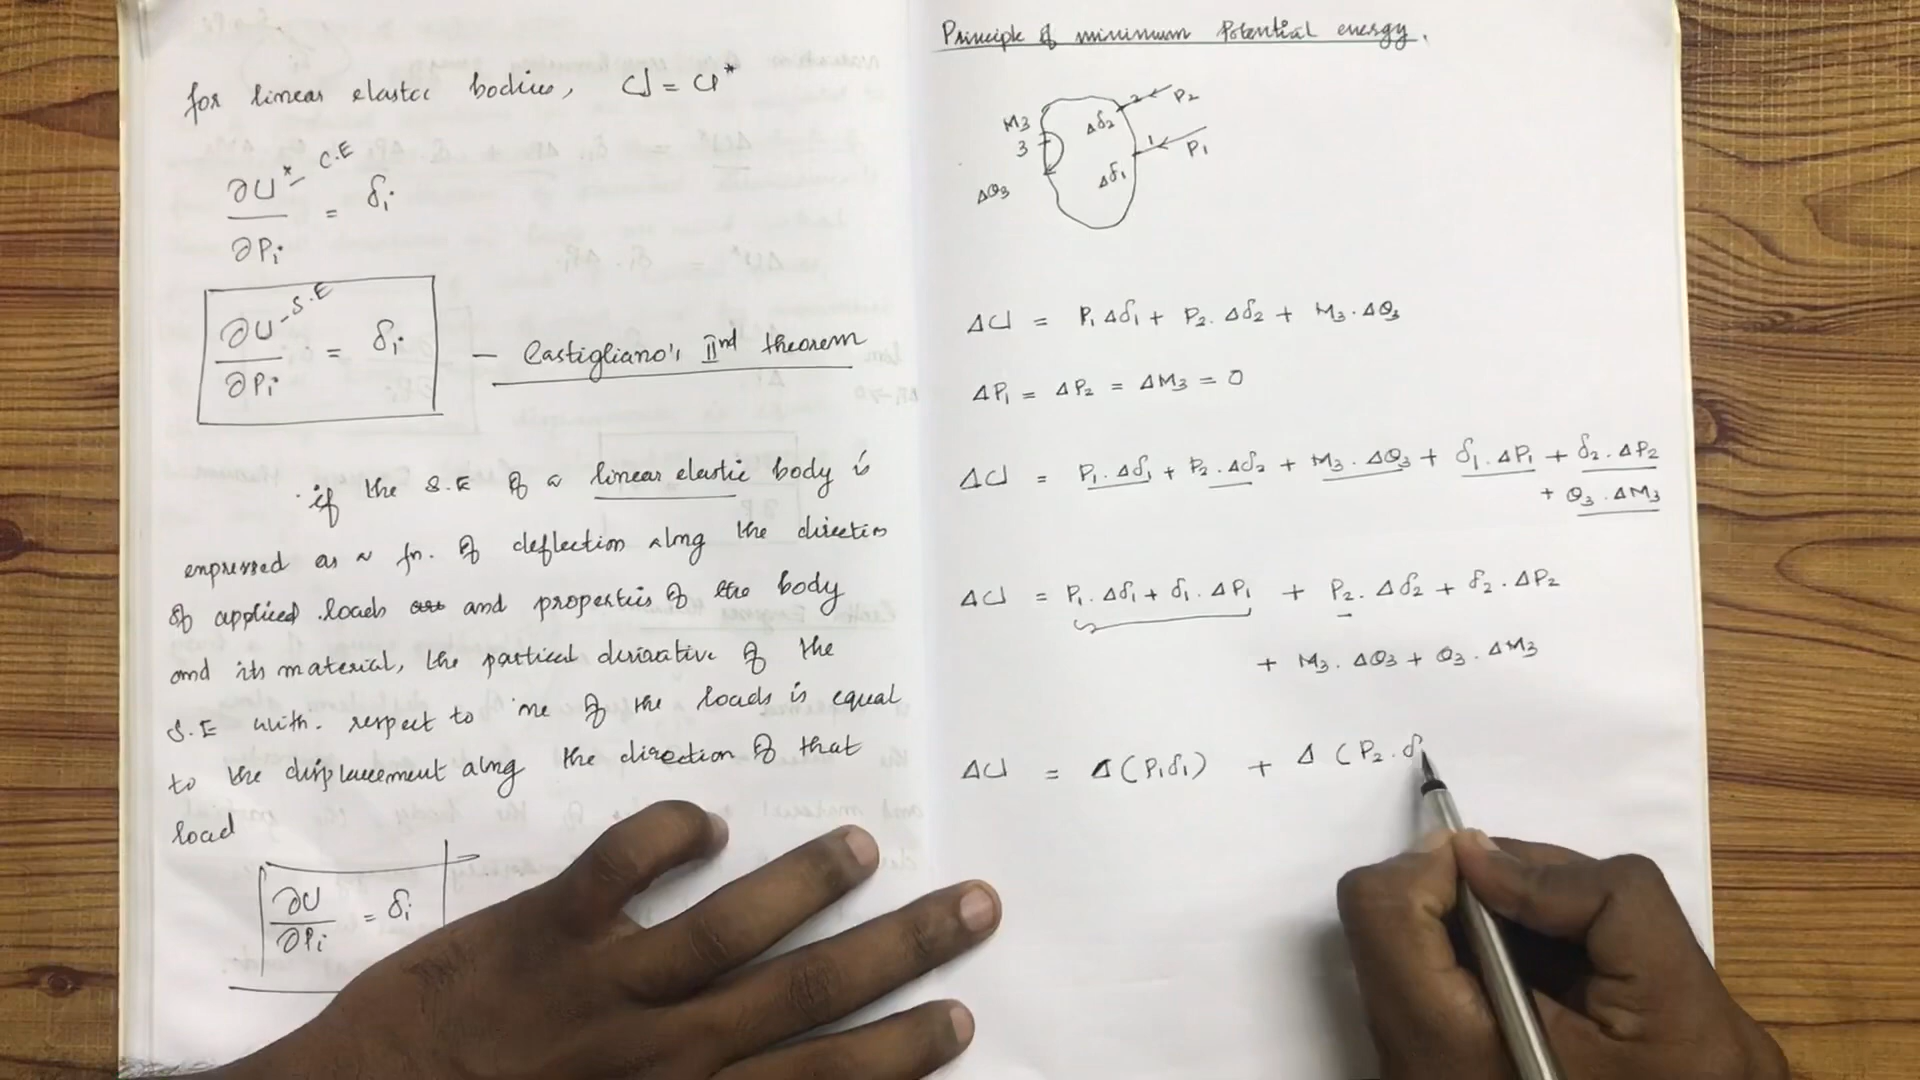 for linear elastic bodies, U = U*
∂U* - C.E
∂Pi = δi
∂U - S.E
∂Pi = δi - Castigliano's IInd theorem
if the S.E of a linear elastic body is
expressed as a fn. of deflection along the direction
of applied loads and properties of the body
and its material, the partical derivative of the
S.E with. respect to one of the loads is equal
to the displacement along the direction of that
load
∂U
∂Pi = δi
Principle of minimum Potential energy.
2 P2
M3 Δδ2
3 1 P1
Δθ3 Δδ1
ΔU = P1 Δδ1 + P2. Δδ2 + M3. Δθ3
ΔP1 = ΔP2 = ΔM3 = 0
ΔU = P1. Δδ1 + P2. Δδ2 + M3. Δθ3 + δ1. ΔP1 + δ2. ΔP2
+ θ3. ΔM3
ΔU = P1. Δδ1 + δ1. ΔP1 + P2. Δδ2 + δ2. ΔP2
+ M3. Δθ3 + θ3. ΔM3
ΔU = Δ(P1δ1) + Δ (P2. δ